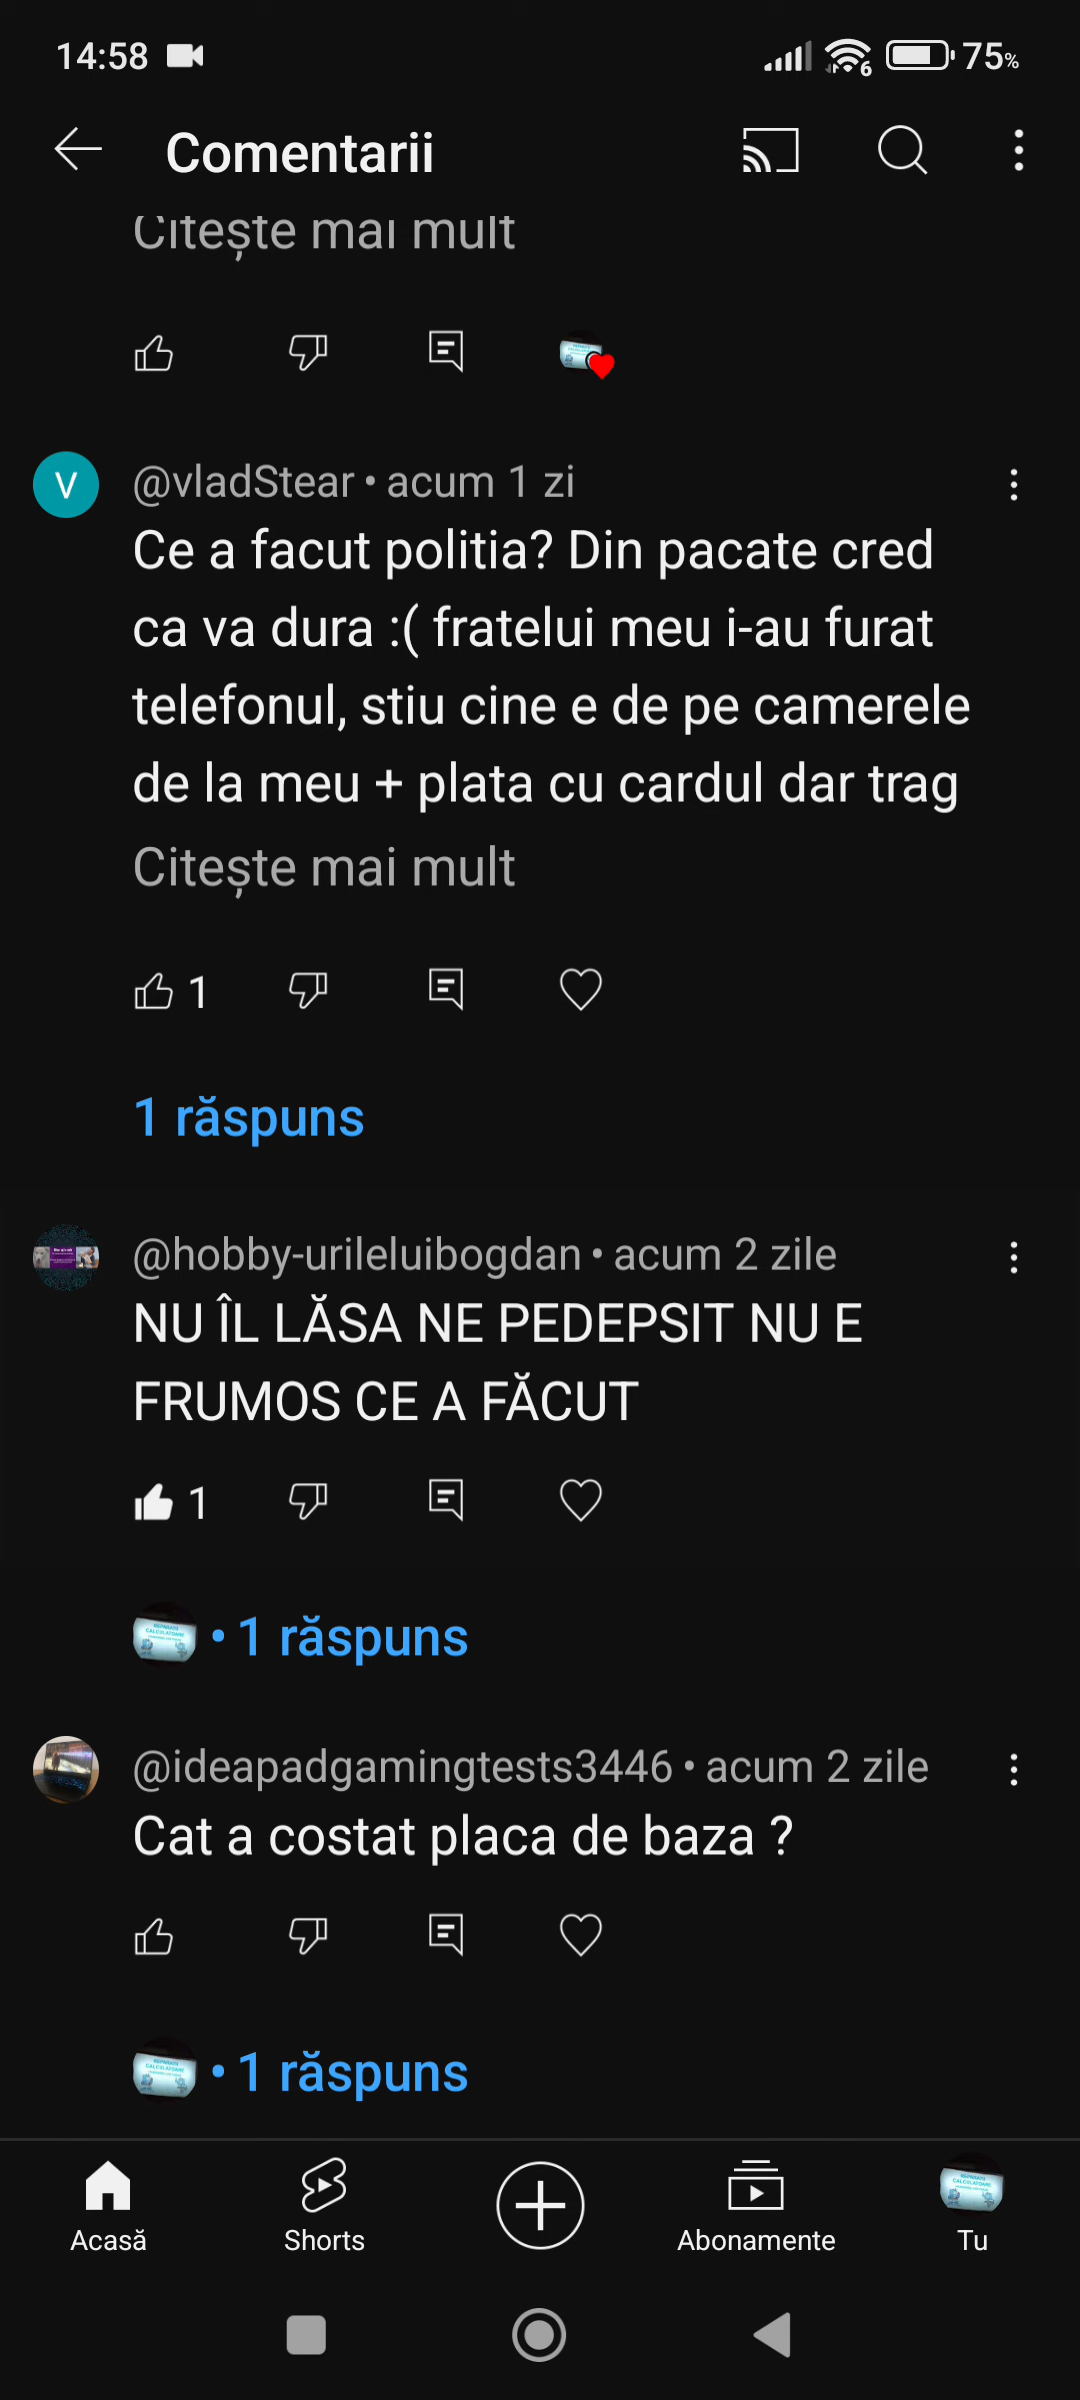 14:58
75%
Comentarii
Citește mai mult
V
@vladStear • acum 1 zi
Ce a facut politia? Din pacate cred
ca va dura :( fratelui meu i-au furat
telefonul, stiu cine e de pe camerele
de la meu + plata cu cardul dar trag
Citește mai mult
1
1 răspuns
@hobby-urileluibogdan • acum 2 zile
NU ÎL LĂSA NE PEDEPSIT NU E
FRUMOS CE A FĂCUT
1
• 1 răspuns
@ideapadgamingtests3446 • acum 2 zile
Cat a costat placa de baza ?
• 1 răspuns
Acasă
Shorts
Abonamente
Tu